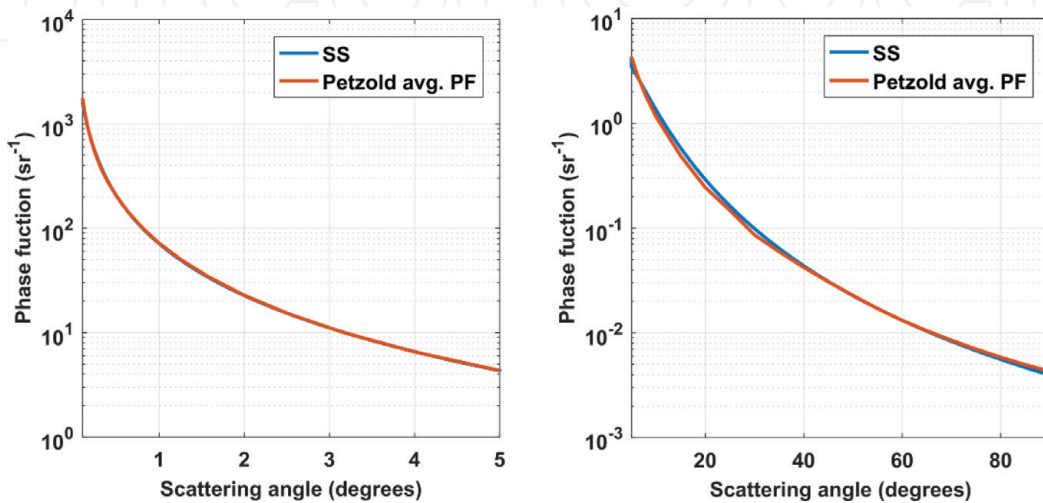 10^4
10^3
10^2
10^1
10^0
Phase fuction (sr^-1)
SS
Petzold avg. PF
1
2
3
4
5
Scattering angle (degrees)
10^1
10^0
10^-1
10^-2
10^-3
Phase fuction (sr^-1)
SS
Petzold avg. PF
20
40
60
80
Scattering angle (degrees)